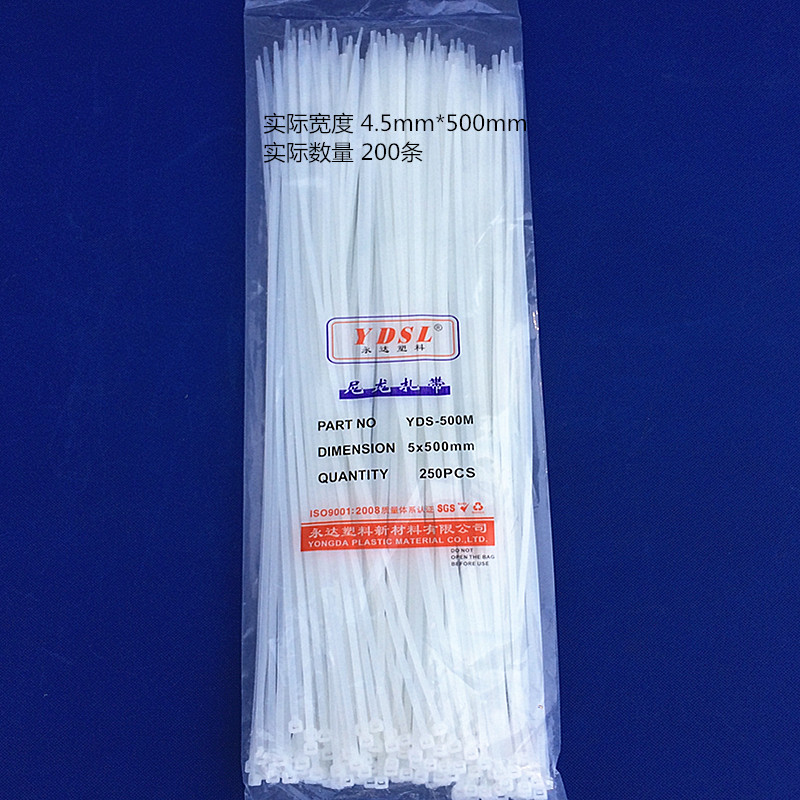 实际宽度 4.5mm*500mm
实际数量 200条
YDSL®
永达塑料
尼龙扎带
PART NO YDS-500M
DIMENSION 5x500mm
QUANTITY 250PCS
ISO9001:2008质量体系认证 SGS
永达塑料新材料有限公司
YONGDA PLASTIC MATERIAL CO.,LTD.
DO NOT
OPEN THE BAG
BEFORE USE